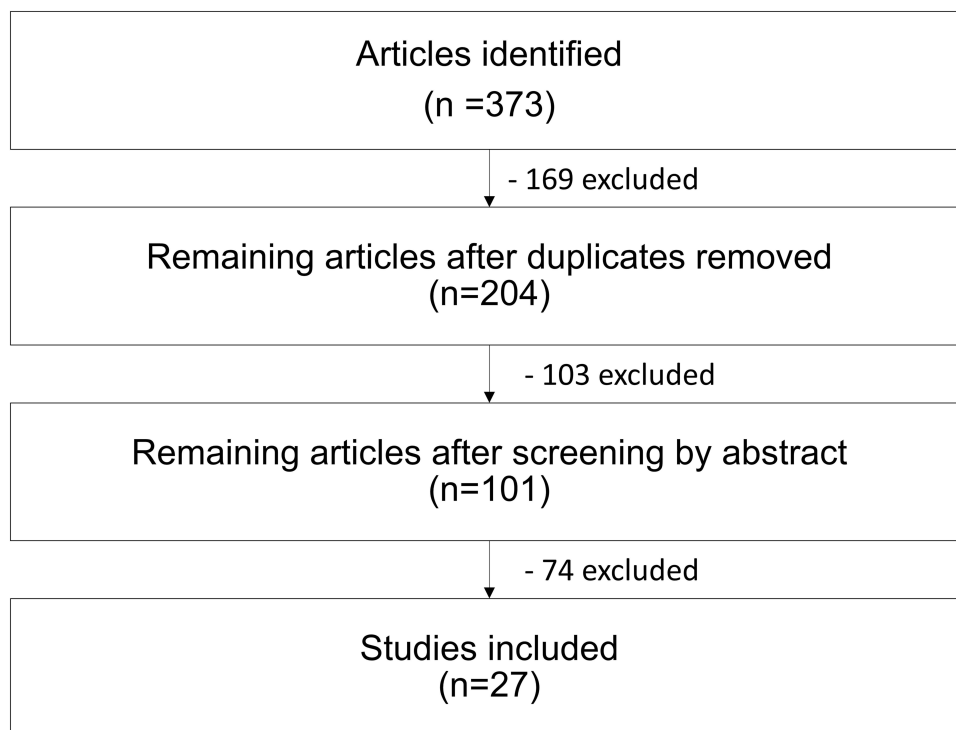 Articles identified
(n =373)
- 169 excluded
Remaining articles after duplicates removed
(n=204)
- 103 excluded
Remaining articles after screening by abstract
(n=101)
- 74 excluded
Studies included
(n=27)